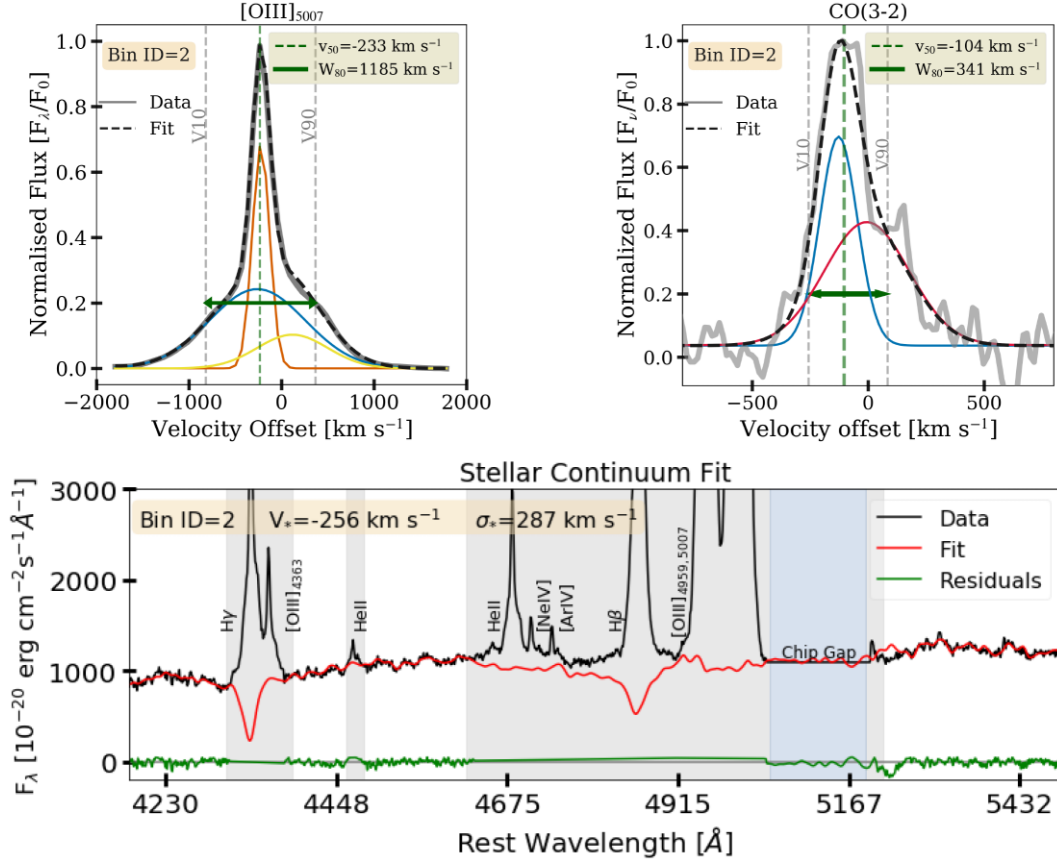 [OIII]5007
Bin ID=2
v50=-233 km s−1
W80=1185 km s−1
Data
Fit
V10
V90
Normalised Flux [Fλ/F0]
1.0
0.8
0.6
0.4
0.2
0.0
−2000
−1000
0
1000
2000
Velocity Offset [km s−1]
CO(3-2)
Bin ID=2
v50=-104 km s−1
W80=341 km s−1
Data
Fit
V10
V90
Normalized Flux [Fν/F0]
1.0
0.8
0.6
0.4
0.2
0.0
−500
0
500
Velocity offset [km s−1]
Stellar Continuum Fit
Bin ID=2 V*=-256 km s−1 σ*=287 km s−1
Data
Fit
Residuals
Hγ
[OIII]4363
HeII
HeII
[NeIV]
[ArIV]
Hβ
[OIII]4959,5007
Chip Gap
Fλ [10−20 erg cm−2s−1Å−1]
3000
2000
1000
0
4230
4448
4675
4915
5167
5432
Rest Wavelength [Å]